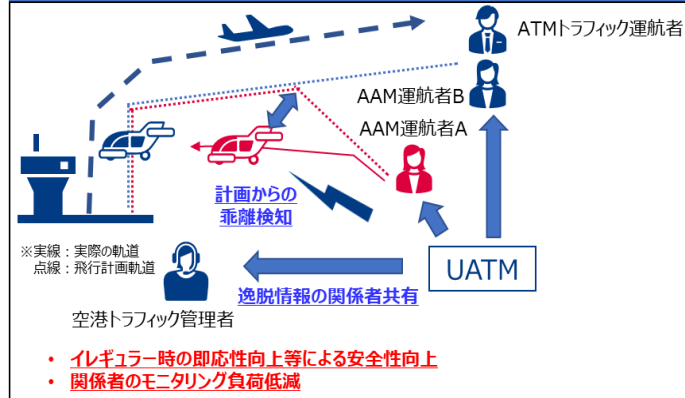 ATMトラフィック運航者
AAM運航者B
AAM運航者A
計画からの
乖離検知
※実線：実際の軌道
点線：飛行計画軌道
UATM
逸脱情報の関係者共有
空港トラフィック管理者
• イレギュラー時の即応性向上等による安全性向上
• 関係者のモニタリング負荷低減